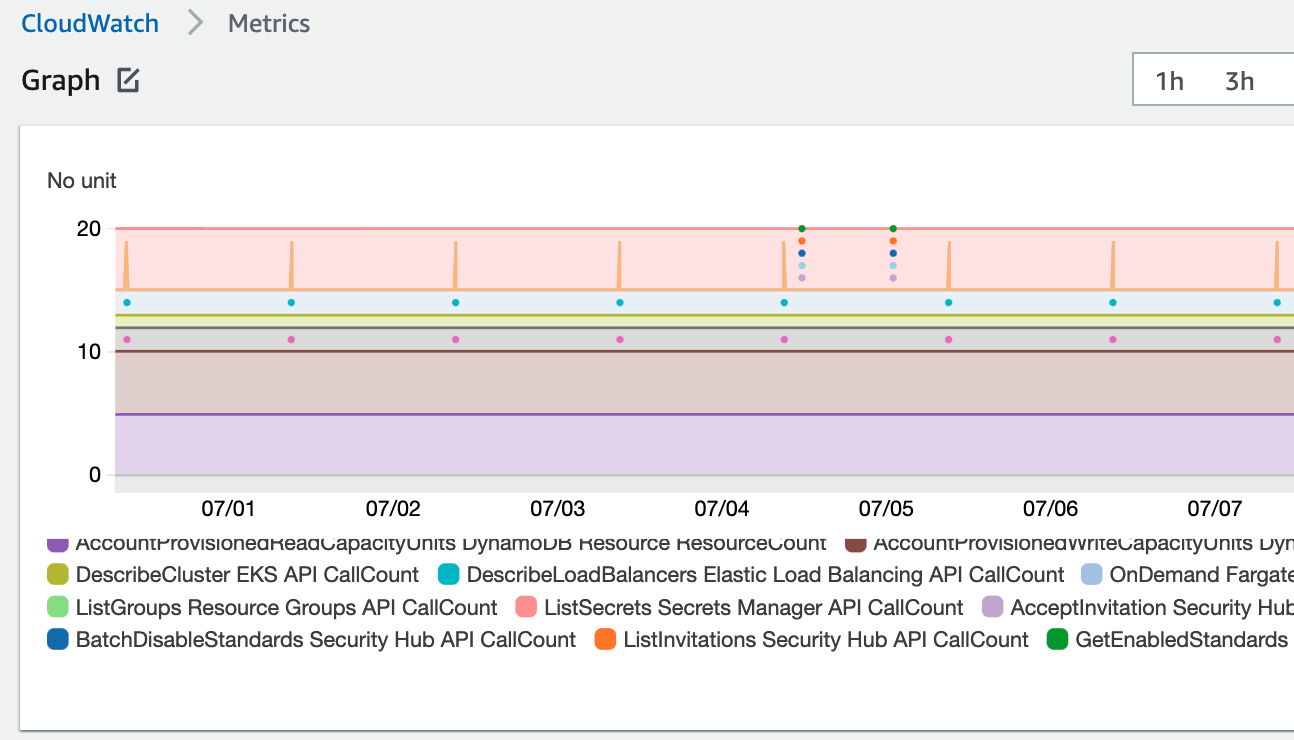 CloudWatch > Metrics
Graph
1h 3h
No unit
20
10
0
07/01 07/02 07/03 07/04 07/05 07/06 07/07
AccountProvisionedReadCapacityUnits DynamoDB Resource ResourceCount AccountProvisionedWriteCapacityUnits Dyn
DescribeCluster EKS API CallCount DescribeLoadBalancers Elastic Load Balancing API CallCount OnDemand Fargate
ListGroups Resource Groups API CallCount ListSecrets Secrets Manager API CallCount AcceptInvitation Security Hub
BatchDisableStandards Security Hub API CallCount ListInvitations Security Hub API CallCount GetEnabledStandards